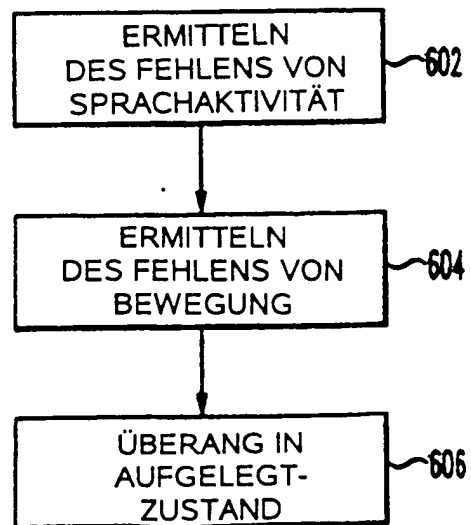 ERMITTELN
DES FEHLENS VON
SPRACHAKTIVITÄT
602
ERMITTELN
DES FEHLENS VON
BEWEGUNG
604
ÜBERANG IN
AUFGELEGT-
ZUSTAND
606